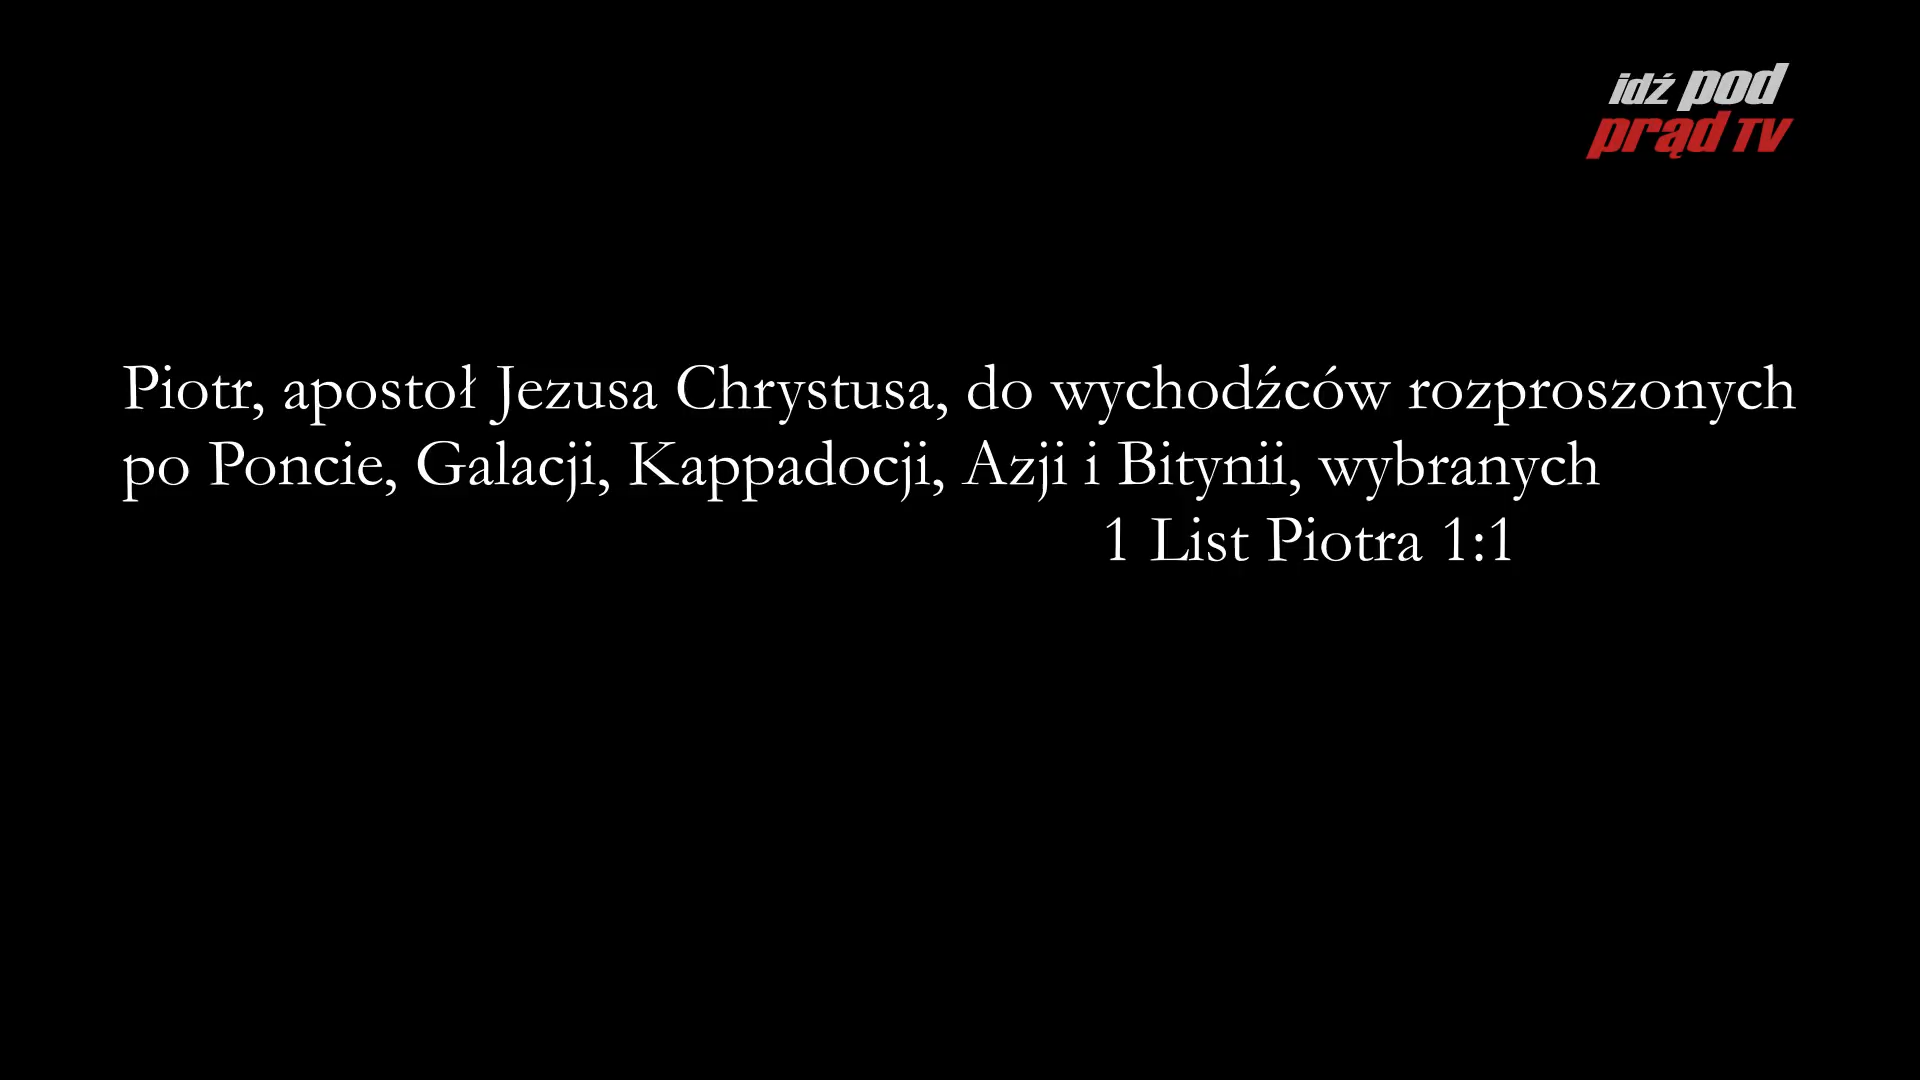 idź pod
prąd TV
Piotr, apostoł Jezusa Chrystusa, do wychodźców rozproszonych
po Poncie, Galacji, Kappadocji, Azji i Bitynii, wybranych
1 List Piotra 1:1